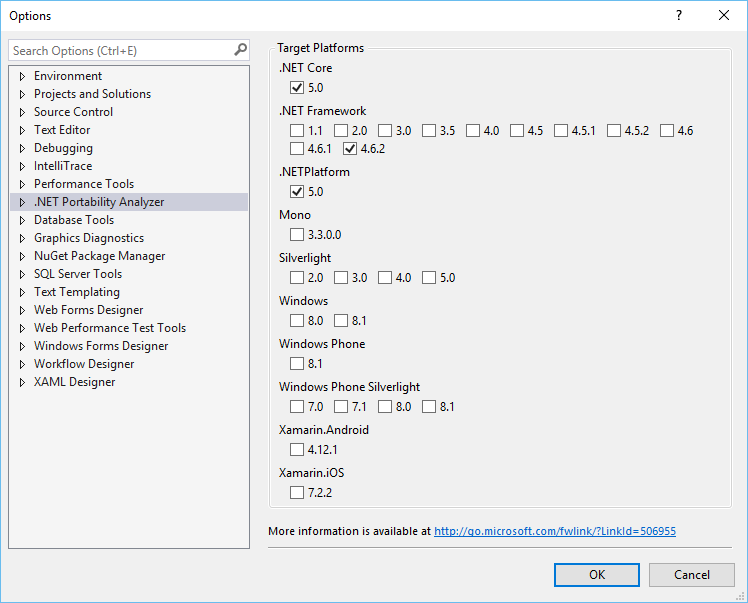 Options
Search Options (Ctrl+E)
Environment
Projects and Solutions
Source Control
Text Editor
Debugging
IntelliTrace
Performance Tools
.NET Portability Analyzer
Database Tools
Graphics Diagnostics
NuGet Package Manager
SQL Server Tools
Text Templating
Web Forms Designer
Web Performance Test Tools
Windows Forms Designer
Workflow Designer
XAML Designer
Target Platforms
.NET Core
5.0
.NET Framework
1.1 2.0 3.0 3.5 4.0 4.5 4.5.1 4.5.2 4.6
4.6.1 4.6.2
.NETPlatform
5.0
Mono
3.3.0.0
Silverlight
2.0 3.0 4.0 5.0
Windows
8.0 8.1
Windows Phone
8.1
Windows Phone Silverlight
7.0 7.1 8.0 8.1
Xamarin.Android
4.12.1
Xamarin.iOS
7.2.2
More information is available at http://go.microsoft.com/fwlink/?LinkId=506955
OK Cancel